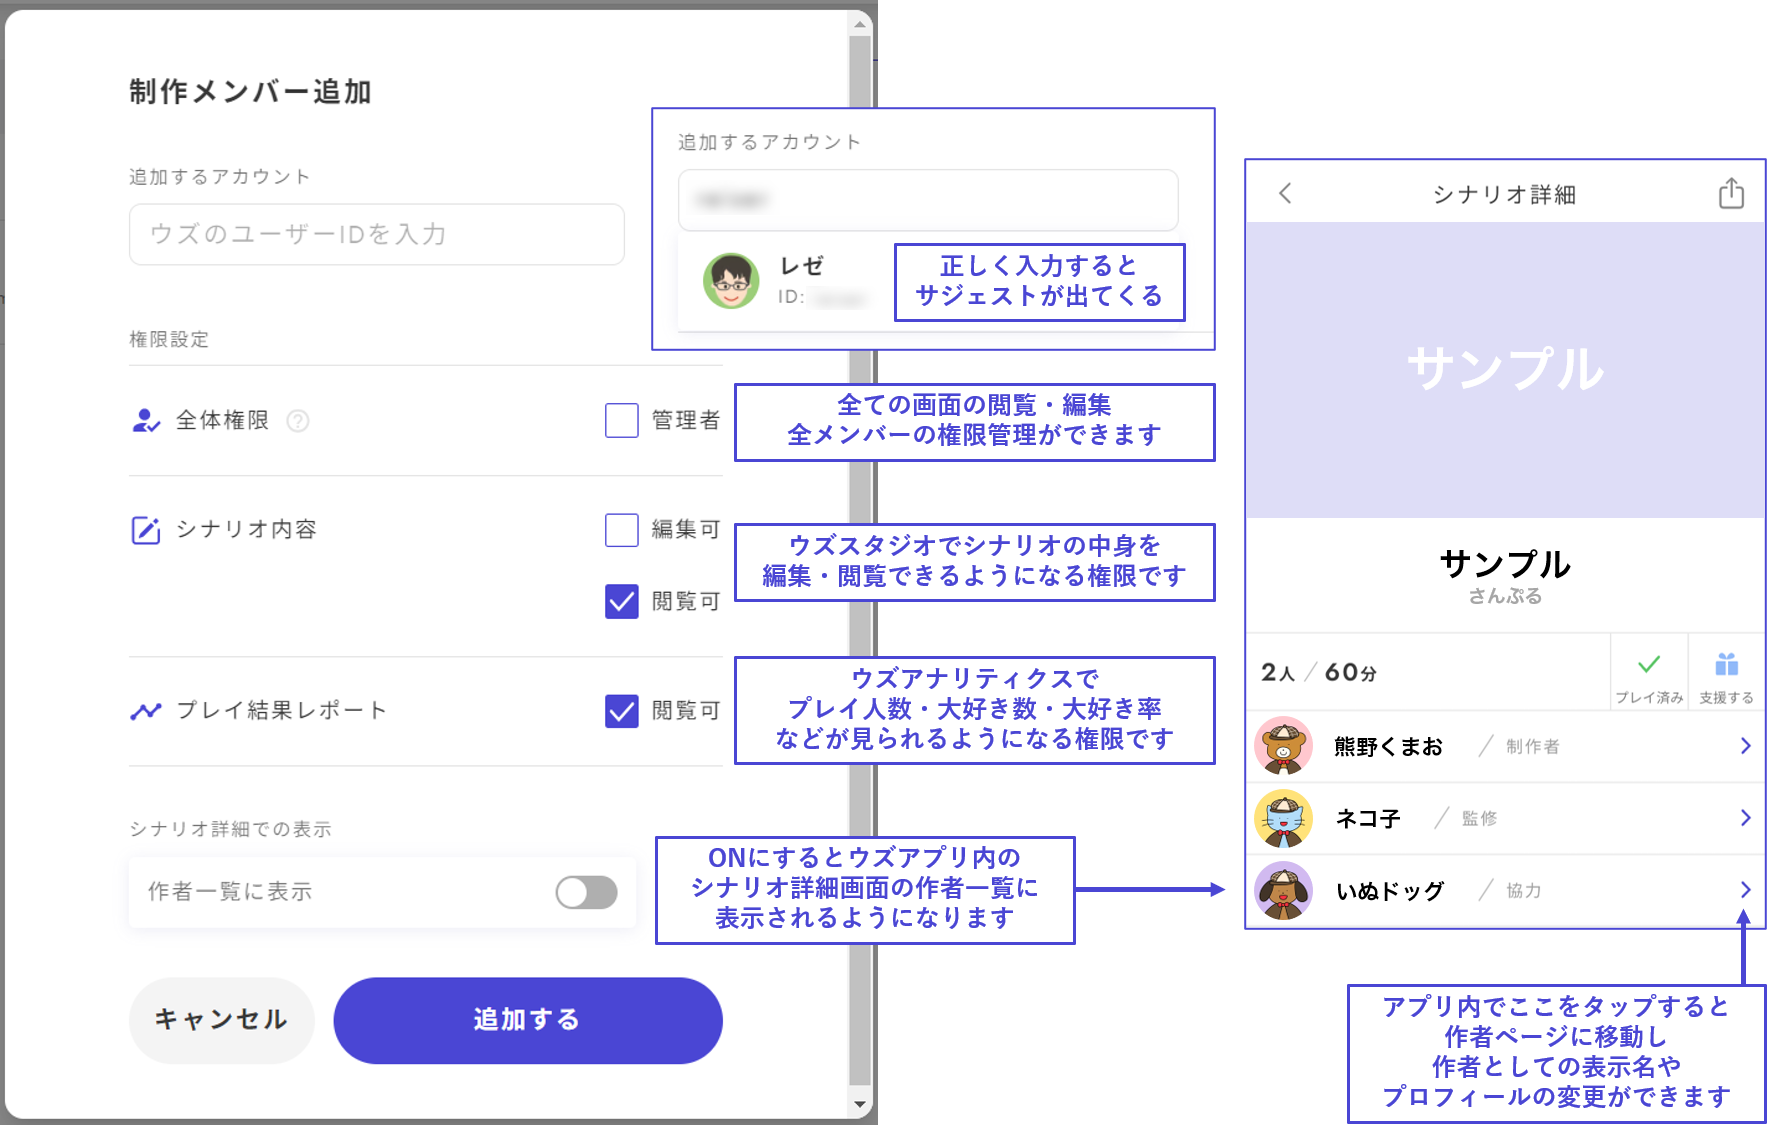 制作メンバー追加
追加するアカウント
ウズのユーザーIDを入力
権限設定
全体権限
管理者
シナリオ内容
編集可
閲覧可
プレイ結果レポート
閲覧可
シナリオ詳細での表示
作者一覧に表示
キャンセル
追加する
追加するアカウント
レゼ
ID:
正しく入力すると
サジェストが出てくる
全ての画面の閲覧・編集
全メンバーの権限管理ができます
ウズスタジオでシナリオの中身を
編集・閲覧できるようになる権限です
ウズアナリティクスで
プレイ人数・大好き数・大好き率
などが見られるようになる権限です
ONにするとウズアプリ内の
シナリオ詳細画面の作者一覧に
表示されるようになります
シナリオ詳細
サンプル
サンプル
さんぷる
2人 / 60分
プレイ済み
支援する
熊野くまお / 制作者
ネコ子 / 監修
いぬドッグ / 協力
アプリ内でここをタップすると
作者ページに移動し
作者としての表示名や
プロフィールの変更ができます